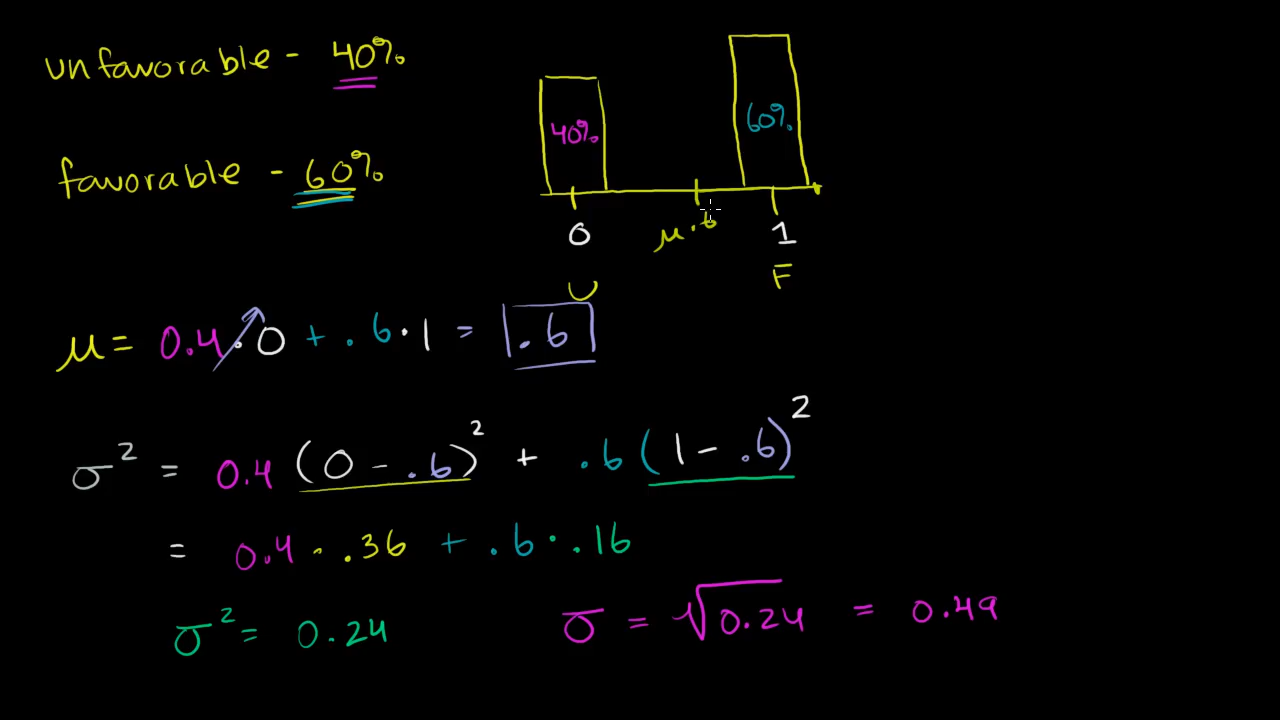 unfavorable - 40%
40%
60%
favorable - 60%
0
μ .6
1
U
F
μ = 0.4 · 0 + .6 · 1 = .6
σ² = 0.4 (0 - .6)² + .6 (1 - .6)²
= 0.4 · .36 + .6 · .16
σ² = 0.24
σ = √0.24 = 0.49